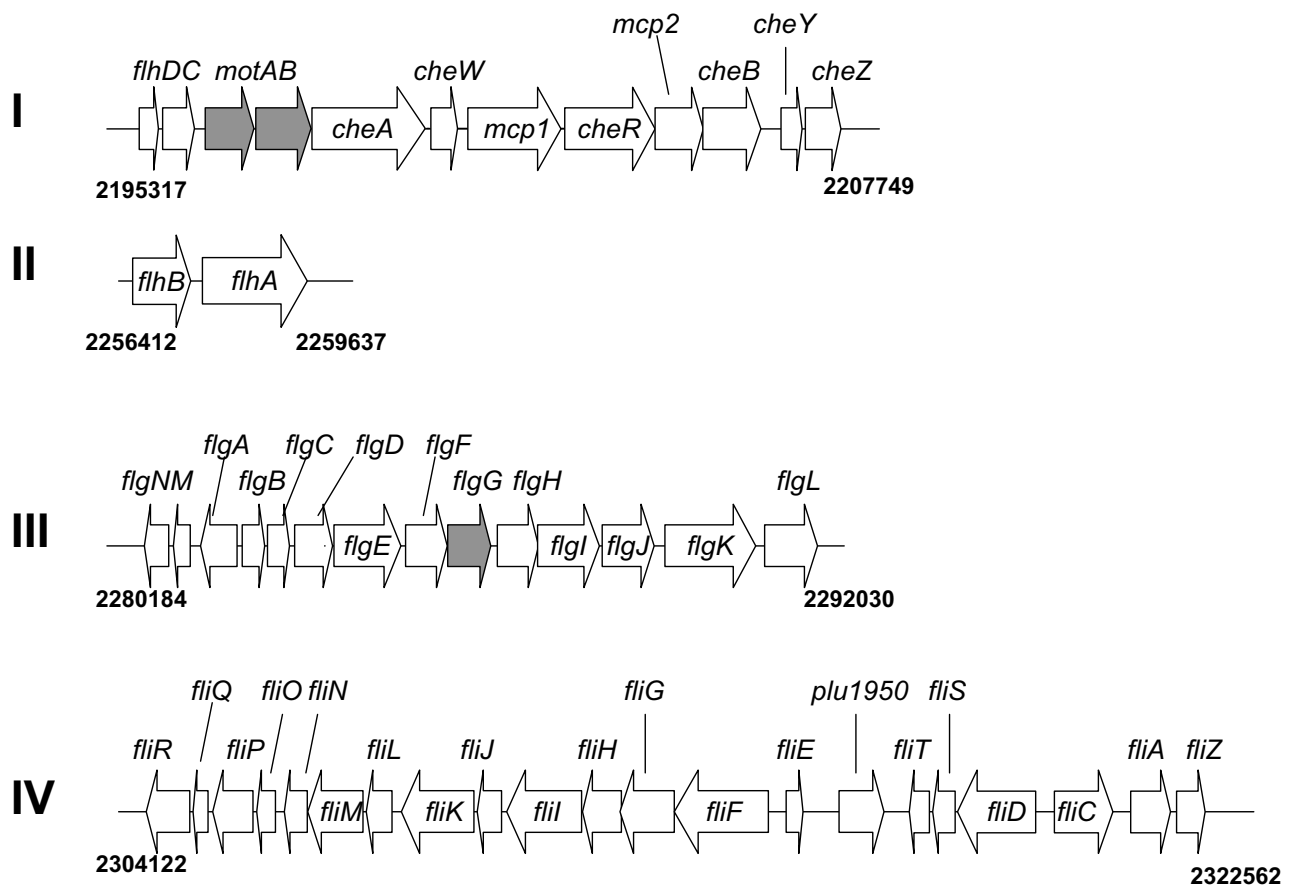 mcp2 cheY
flhDC motAB cheW cheB cheZ
I cheA mcp1 cheR
2195317 2207749
II flhB flhA
2256412 2259637
flgA flgC flgD flgF
flgNM flgB flgG flgH flgL
III flgE flgI flgJ flgK
2280184 2292030
fliQ fliO fliN fliG plu1950 fliS
fliR fliP fliL fliJ fliH fliE fliT fliA fliZ
IV fliM fliK fliI fliF fliD fliC
2304122 2322562